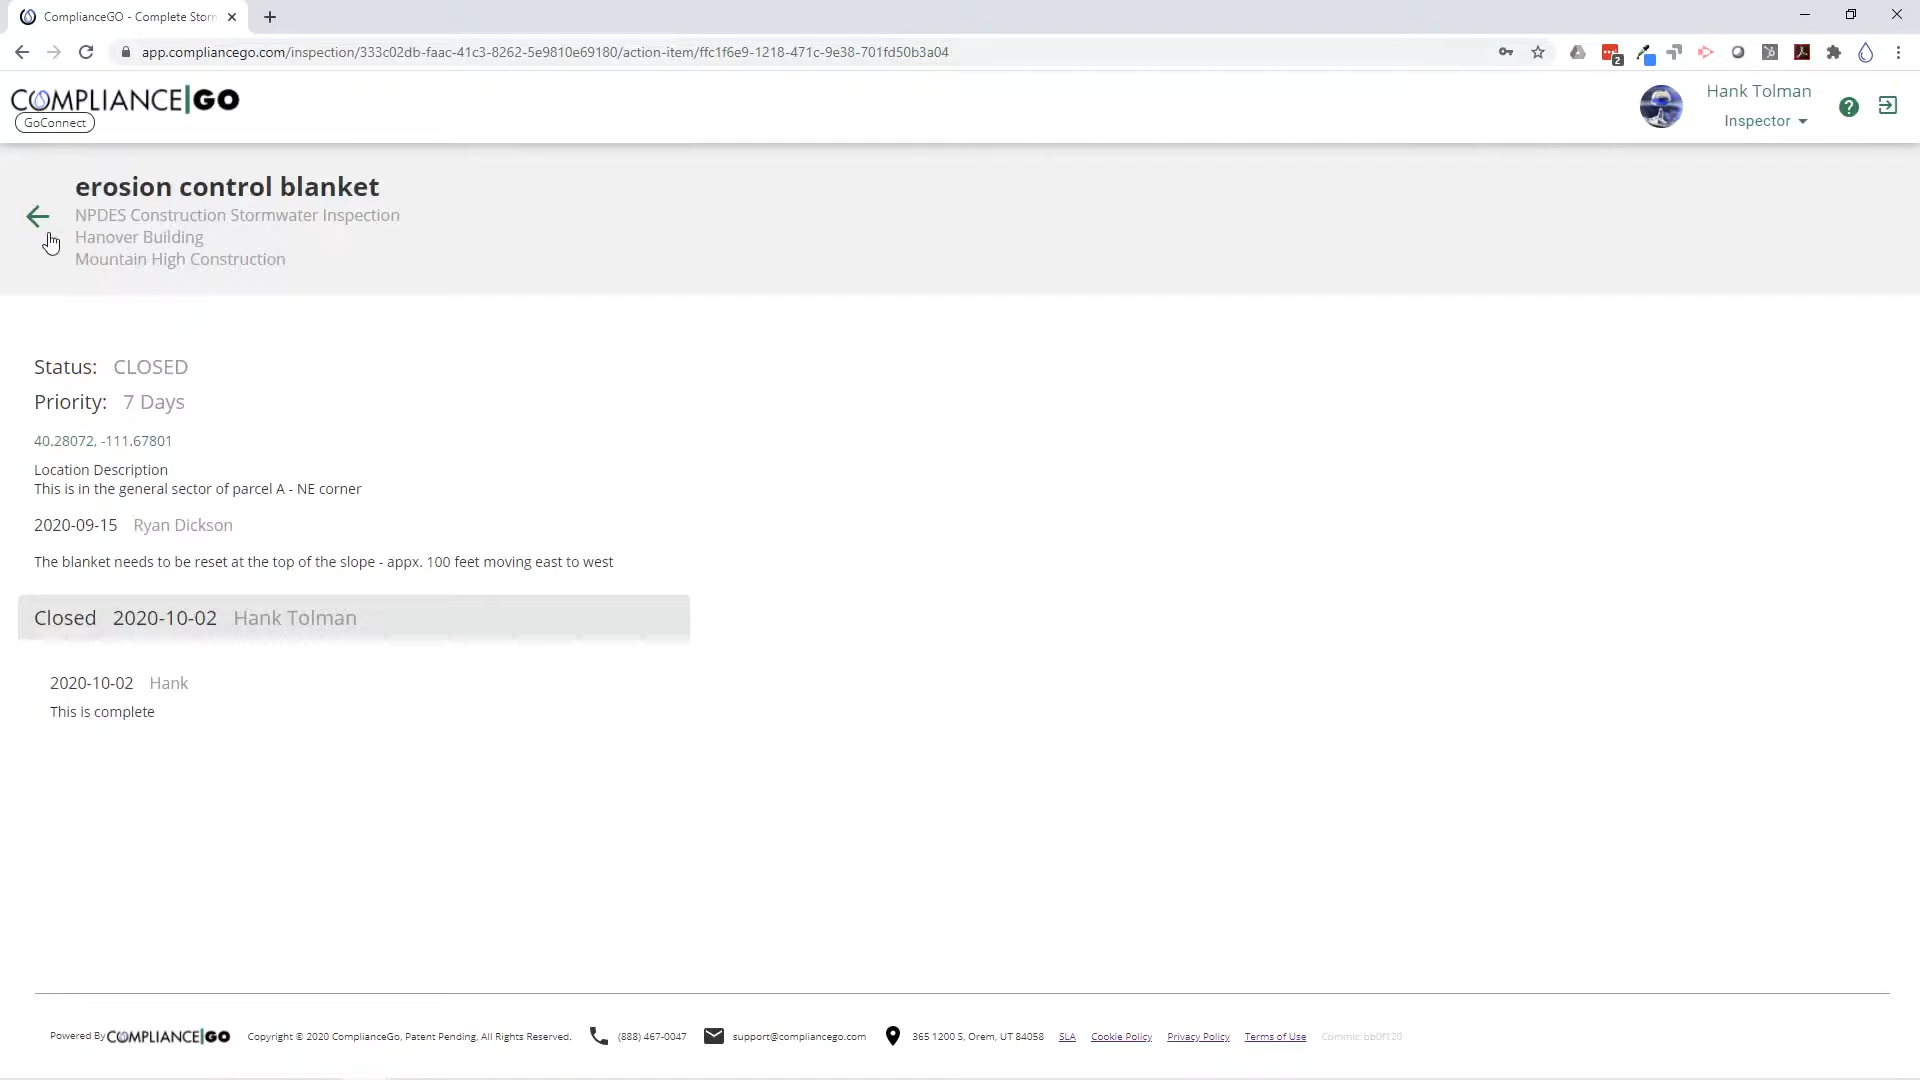 ComplianceGO - Complete Storm
app.compliancego.com/inspection/333c02db-faac-41c3-8262-5e9810e69180/action-item/ffc1f6e9-1218-471c-9e38-701fd50b3a04
2
COMPLIANCE|GO
GoConnect
Hank Tolman
Inspector
?
erosion control blanket
NPDES Construction Stormwater Inspection
Hanover Building
Mountain High Construction
Status: CLOSED
Priority: 7 Days
40.28072, -111.67801
Location Description
This is in the general sector of parcel A - NE corner
2020-09-15 Ryan Dickson
The blanket needs to be reset at the top of the slope - appx. 100 feet moving east to west
Closed 2020-10-02 Hank Tolman
2020-10-02 Hank
This is complete
Powered By COMPLIANCE|GO Copyright © 2020 ComplianceGo, Patent Pending, All Rights Reserved. (888) 467-0047 support@compliancego.com 365 1200 S, Orem, UT 84058 SLA Cookie Policy Privacy Policy Terms of Use Commit: bb0f120